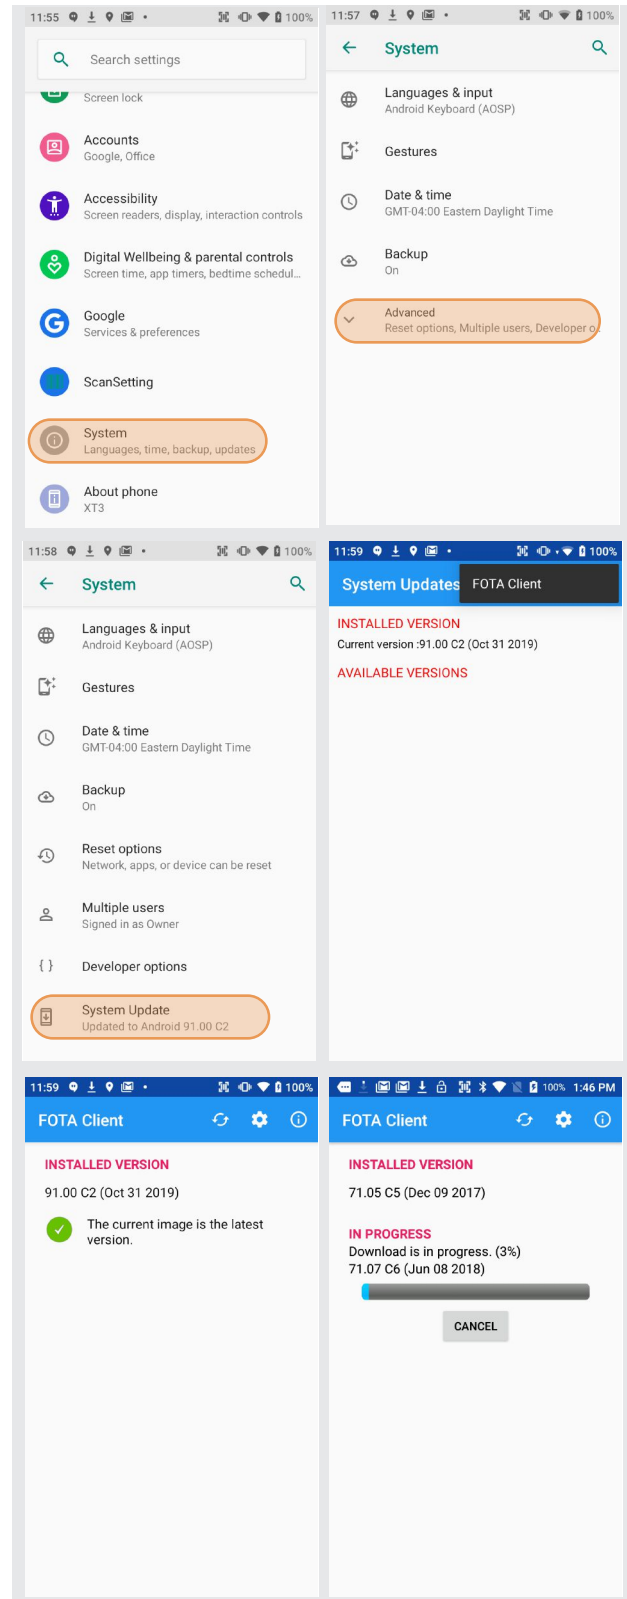 11:55 100%
Search settings
Screen lock
Accounts
Google, Office
Accessibility
Screen readers, display, interaction controls
Digital Wellbeing & parental controls
Screen time, app timers, bedtime schedul...
Google
Services & preferences
ScanSetting
System
Languages, time, backup, updates
About phone
XT3
11:57 100%
System
Languages & input
Android Keyboard (AOSP)
Gestures
Date & time
GMT-04:00 Eastern Daylight Time
Backup
On
Advanced
Reset options, Multiple users, Developer o..
11:58 100%
System
Languages & input
Android Keyboard (AOSP)
Gestures
Date & time
GMT-04:00 Eastern Daylight Time
Backup
On
Reset options
Network, apps, or device can be reset
Multiple users
Signed in as Owner
Developer options
System Update
Updated to Android 91.00 C2
11:59 100%
System Updates FOTA Client
INSTALLED VERSION
Current version :91.00 C2 (Oct 31 2019)
AVAILABLE VERSIONS
11:59 100%
FOTA Client
INSTALLED VERSION
91.00 C2 (Oct 31 2019)
The current image is the latest
version.
100% 1:46 PM
FOTA Client
INSTALLED VERSION
71.05 C5 (Dec 09 2017)
IN PROGRESS
Download is in progress. (3%)
71.07 C6 (Jun 08 2018)
CANCEL